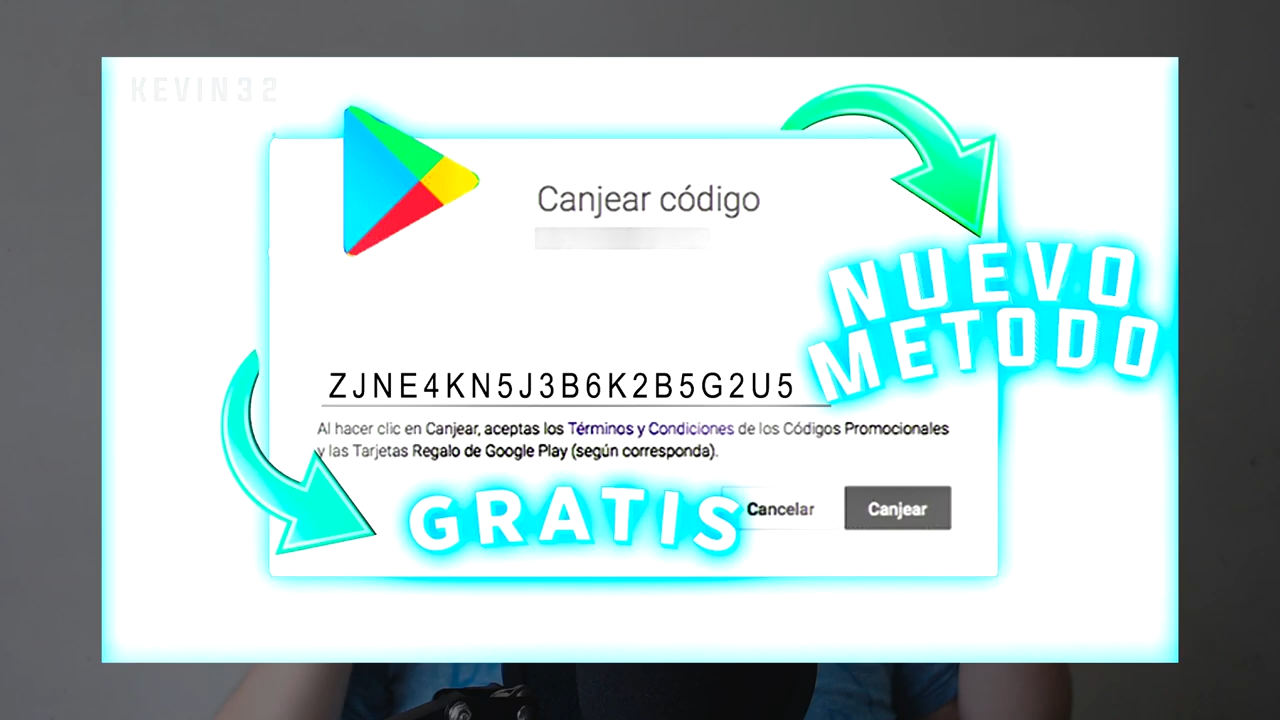 KEVIN32
Canjear código
NUEVO
METODO
ZJNE4KN5J3B6K2B5G2U5
Al hacer clic en Canjear, aceptas los Términos y Condiciones de los Códigos Promocionales
y las Tarjetas Regalo de Google Play (según corresponda).
GRATIS
Cancelar
Canjear